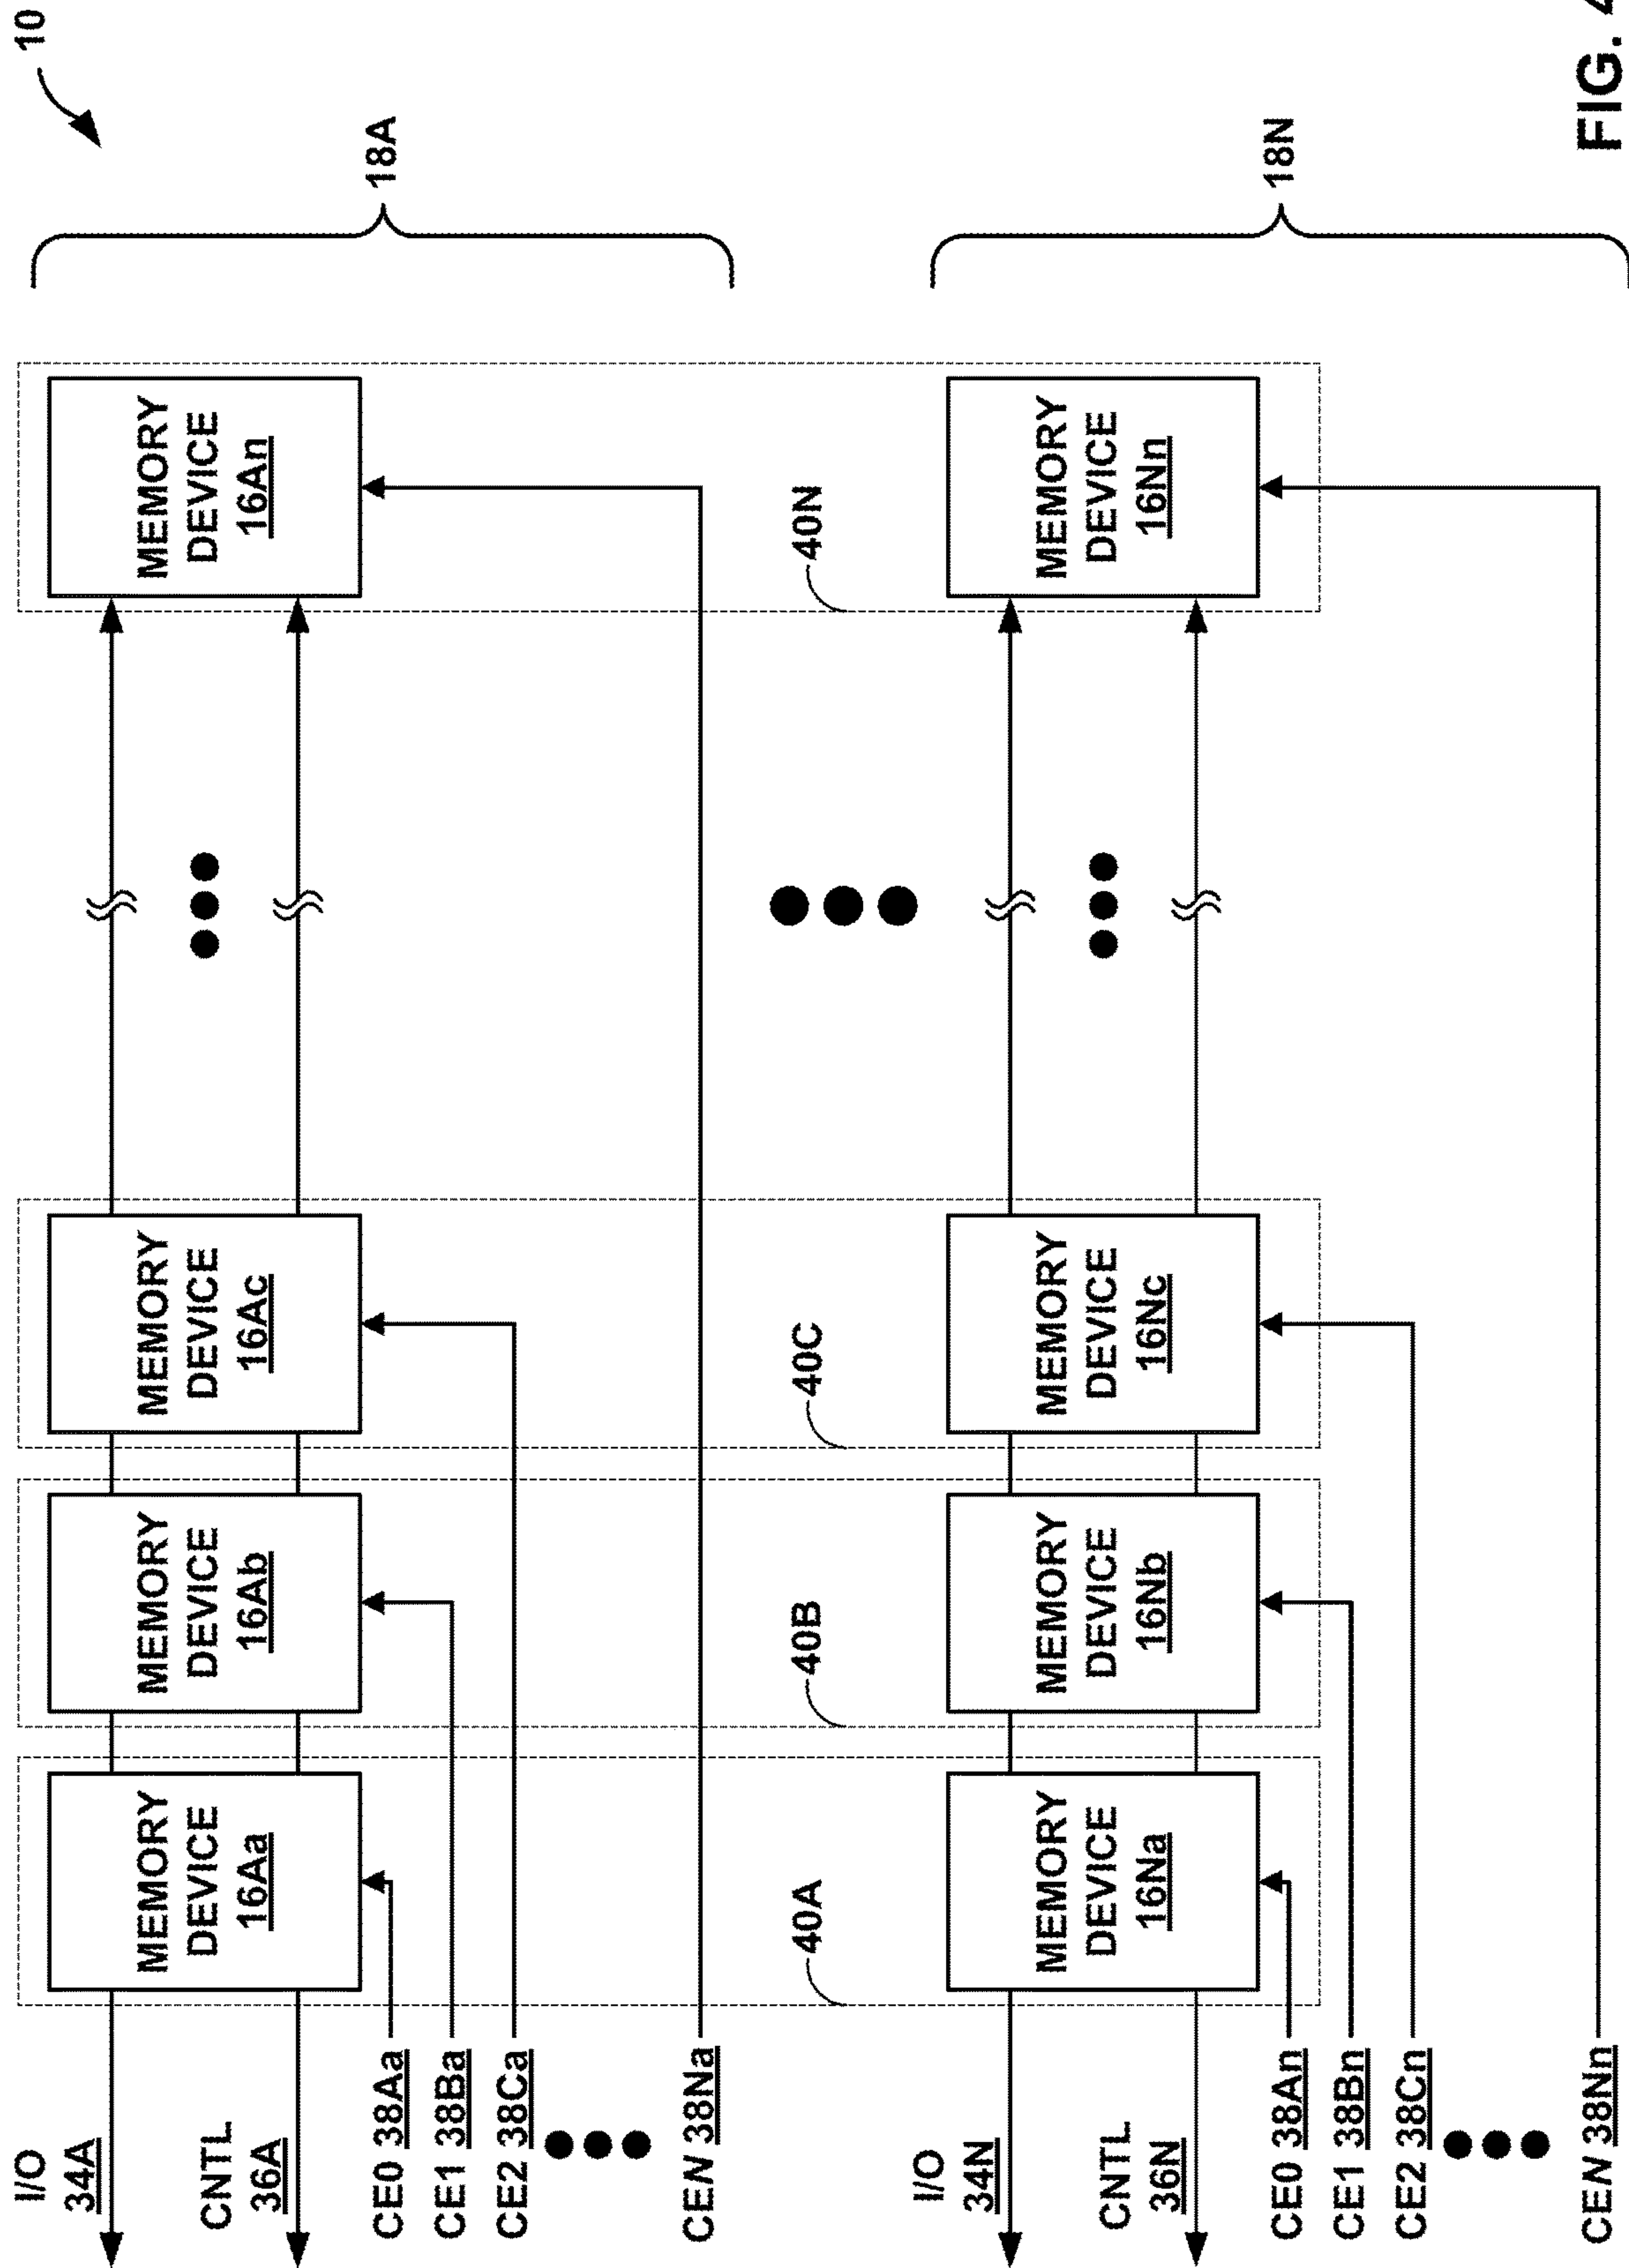 10
I/O
34A
CNTL
36A
CE0 38Aa
CE1 38Ba
CE2 38Ca
CEN 38Na
MEMORY
DEVICE
16Aa
MEMORY
DEVICE
16Ab
MEMORY
DEVICE
16Ac
MEMORY
DEVICE
16An
18A
40A
40B
40C
40N
I/O
34N
CNTL
36N
CE0 38An
CE1 38Bn
CE2 38Cn
CEN 38Nn
MEMORY
DEVICE
16Na
MEMORY
DEVICE
16Nb
MEMORY
DEVICE
16Nc
MEMORY
DEVICE
16Nn
18N
FIG. 4